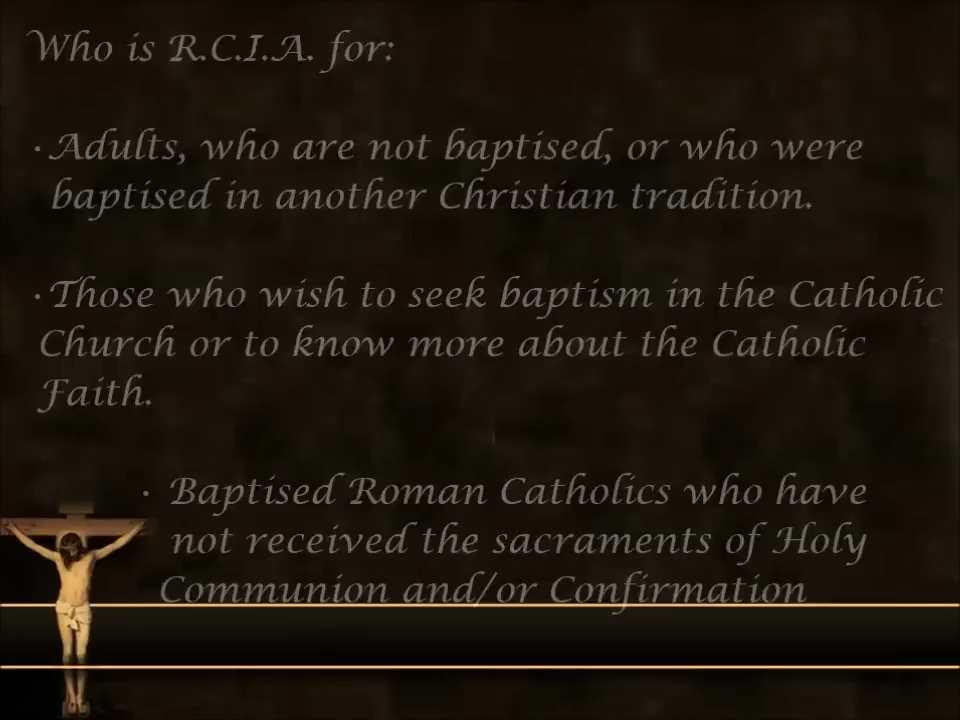 Who is R.C.I.A. for:
·Adults, who are not baptised, or who were
baptised in another Christian tradition.
·Those who wish to seek baptism in the Catholic
Church or to know more about the Catholic
Faith.
· Baptised Roman Catholics who have
not received the sacraments of Holy
Communion and/or Confirmation